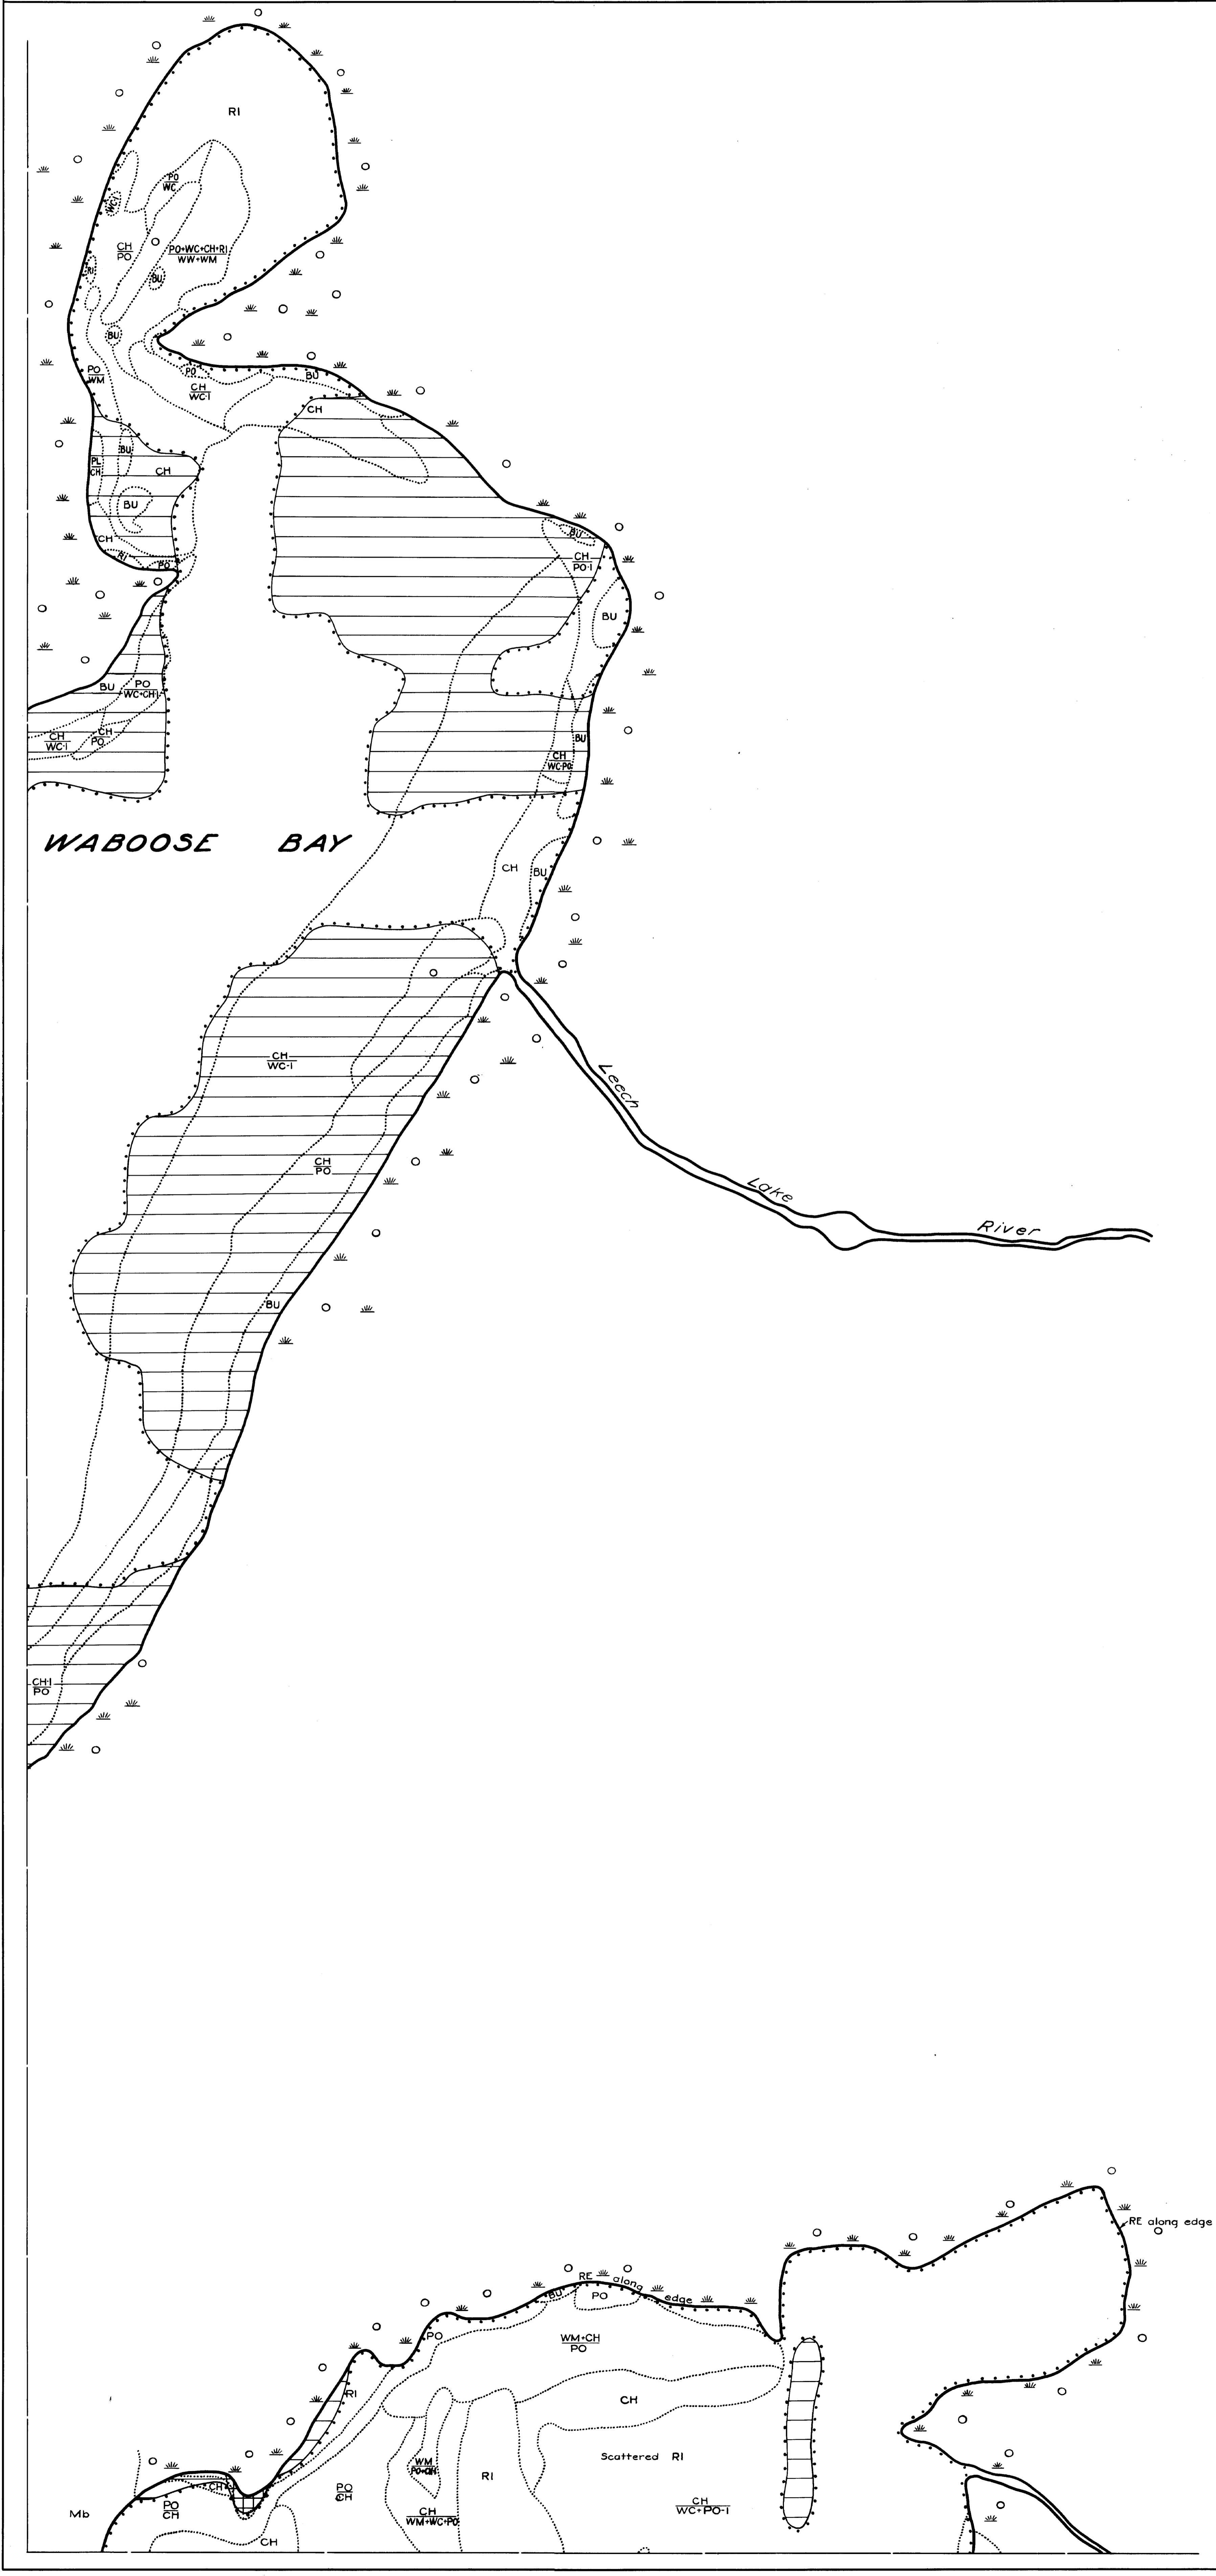 RI
PO
WC
WC·I
CH
PO
PO+WC+CH+RI
WW+WM
RI
BU
BU
PO
PO
WM
BU
CH
WC·I
CH
BU
PL
CH
CH
BU
BU
CH
CH
PO·I
RI
PO
BU
BU
PO
WC+CH·I
CH
WC·I
CH
PO
BU
CH
WC·PO
WABOOSE BAY
CH
BU
CH
WC·I
Leech
CH
PO
Lake
River
BU
CH·I
PO
RE along edge
RE along
edge
BU
PO
PO
WM+CH
PO
RI
CH
Scattered RI
WM
PO+CH
RI
CH
PO
CH
PO
CH
Mb
CH
WM+WC+PO
CH
WC+PO·I
CH